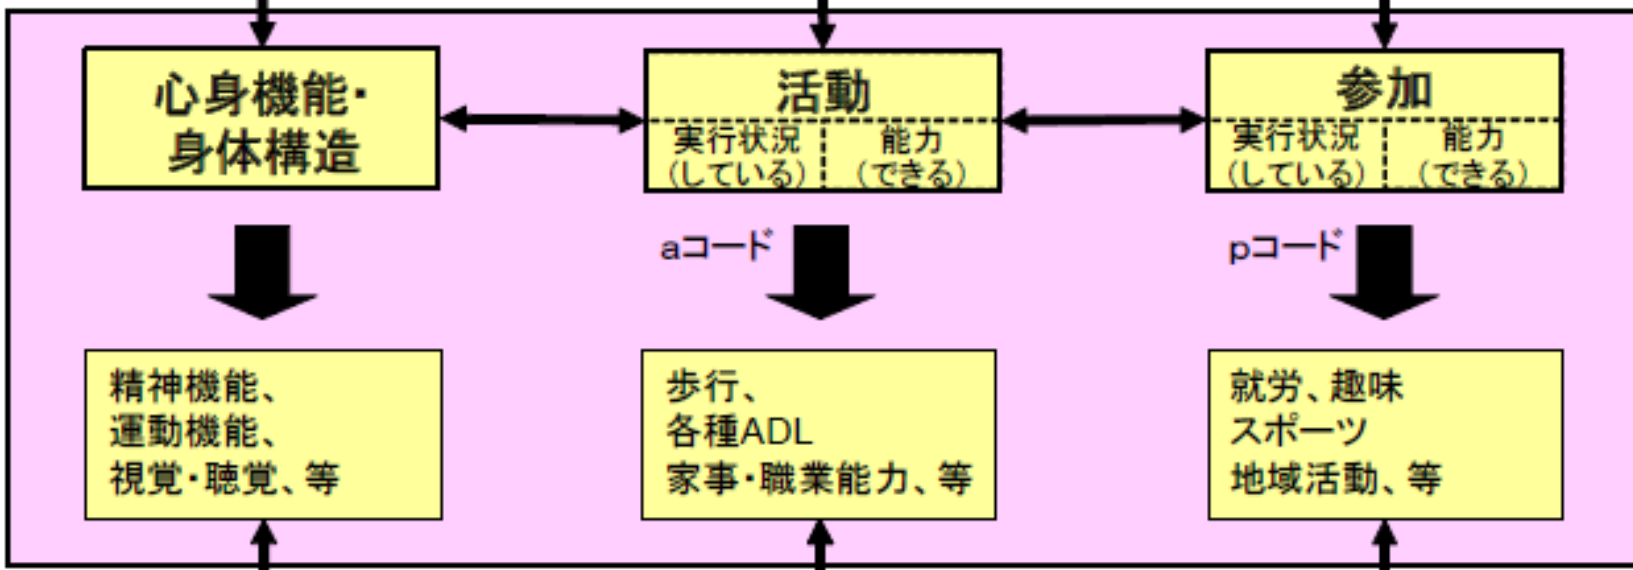 心身機能・
身体構造
活動
実行状況
(している)
能力
(できる)
参加
実行状況
(している)
能力
(できる)
aコード
pコード
精神機能、
運動機能、
視覚・聴覚、等
歩行、
各種ADL
家事・職業能力、等
就労、趣味
スポーツ
地域活動、等